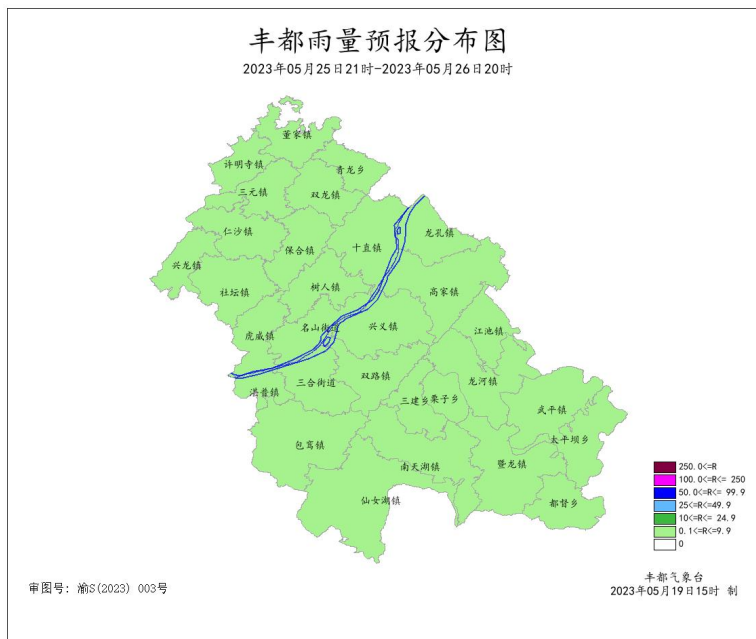 丰都雨量预报分布图
2023年05月25日21时-2023年05月26日20时
董家镇
许明寺镇
青龙乡
三元镇
双龙镇
仁沙镇
龙孔镇
十直镇
保合镇
兴龙镇
树人镇
社坛镇
高家镇
名山街道
兴义镇
江池镇
虎威镇
双路镇
龙河镇
三合街道
湛普镇
三建乡
栗子乡
武平镇
太平坝乡
包鸾镇
南天湖镇
暨龙镇
仙女湖镇
都督乡
250.0<=R
100.0<=R<= 250
50.0<=R<= 99.9
25<=R<=49.9
10<=R<= 24.9
0.1<=R<=9.9
0
丰都气象台
2023年05月19日15时 制
审图号: 渝S(2023) 003号